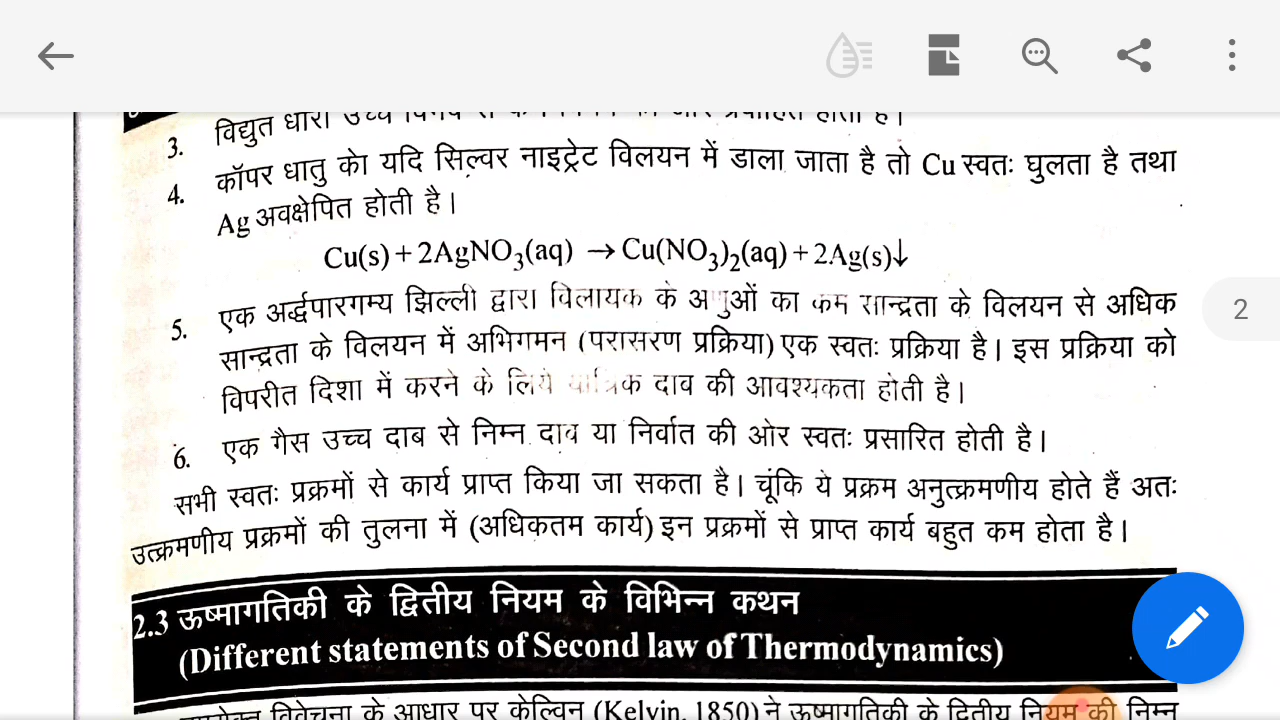 3. विद्युत धारा उच्च
4. कॉपर धातु को यदि सिल्वर नाइट्रेट विलयन में डाला जाता है तो Cu स्वतः घुलता है तथा
Ag अवक्षेपित होती है।
Cu(s) + 2AgNO₃(aq) → Cu(NO₃)₂(aq) + 2Ag(s)↓
5. एक अर्द्धपारगम्य झिल्ली द्वारा विलायक के अणुओं का कम सान्द्रता के विलयन से अधिक
सान्द्रता के विलयन में अभिगमन (परासरण प्रक्रिया) एक स्वतः प्रक्रिया है। इस प्रक्रिया को
विपरीत दिशा में करने के लिये यांत्रिक दाव की आवश्यकता होती है।
6. एक गैस उच्च दाब से निम्न दाव या निर्वात की ओर स्वतः प्रसारित होती है।
सभी स्वतः प्रक्रमों से कार्य प्राप्त किया जा सकता है। चूंकि ये प्रक्रम अनुत्क्रमणीय होते हैं अतः
उत्क्रमणीय प्रक्रमों की तुलना में (अधिकतम कार्य) इन प्रक्रमों से प्राप्त कार्य बहुत कम होता है।
2
2.3 ऊष्मागतिकी के द्वितीय नियम के विभिन्न कथन
(Different statements of Second law of Thermodynamics)
विवेचना के आधार पर केल्विन (Kelvin, 1850) ने ऊष्मागतिकी के द्वितीय नियम की निम्न